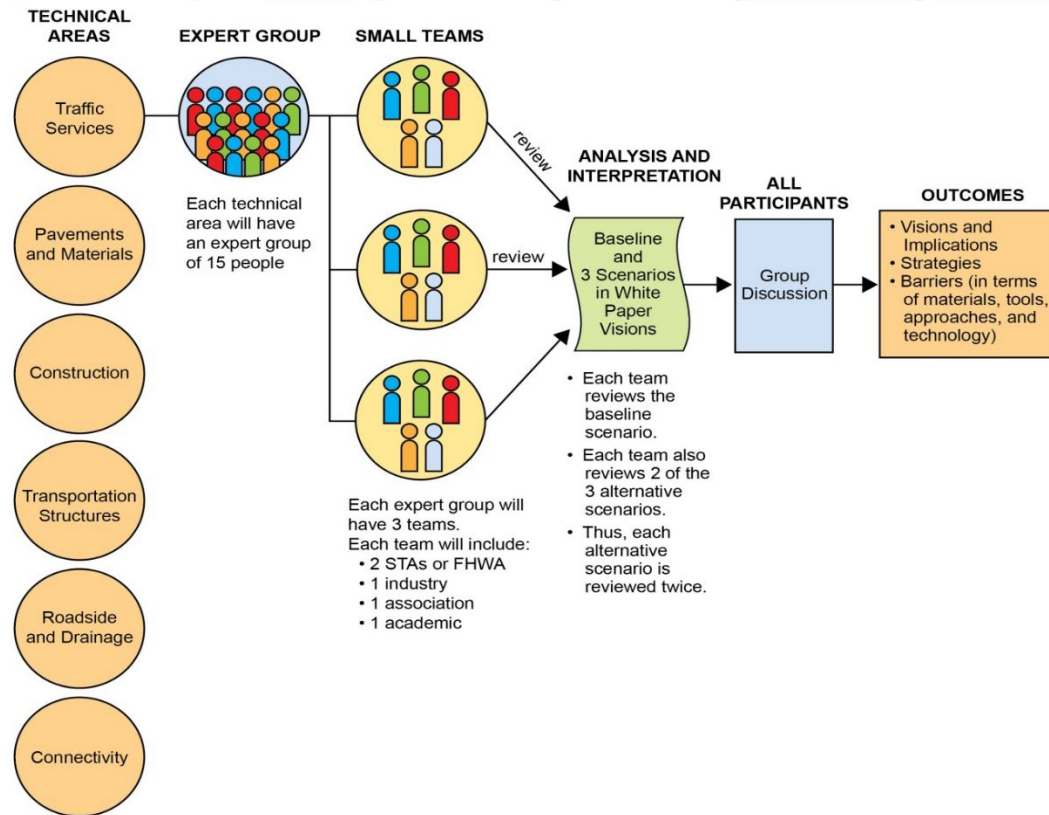 TECHNICAL
AREAS
Traffic
Services
Pavements
and Materials
Construction
Transportation
Structures
Roadside
and Drainage
Connectivity
EXPERT GROUP
Each technical
area will have
an expert group
of 15 people
SMALL TEAMS
Each expert group will
have 3 teams.
Each team will include:
• 2 STAs or FHWA
• 1 industry
• 1 association
• 1 academic
review
review
ANALYSIS AND
INTERPRETATION
Baseline
and
3 Scenarios
in White
Paper
Visions
• Each team
reviews the
baseline
scenario.
• Each team also
reviews 2 of the
3 alternative
scenarios.
• Thus, each
alternative
scenario is
reviewed twice.
ALL
PARTICIPANTS
Group
Discussion
OUTCOMES
• Visions and
Implications
• Strategies
• Barriers (in terms
of materials, tools,
approaches, and
technology)